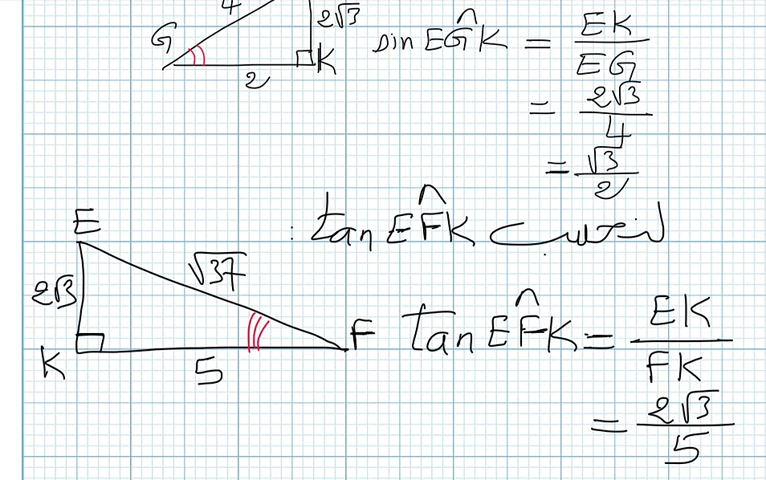 4
2√3
G
K
2
sin EĜK = EK/EG
= 2√3/4
= √3/2
لنحسب tan EF̂K :
E
√37
2√3
F
K
5
tan EF̂K = EK/FK
= 2√3/5